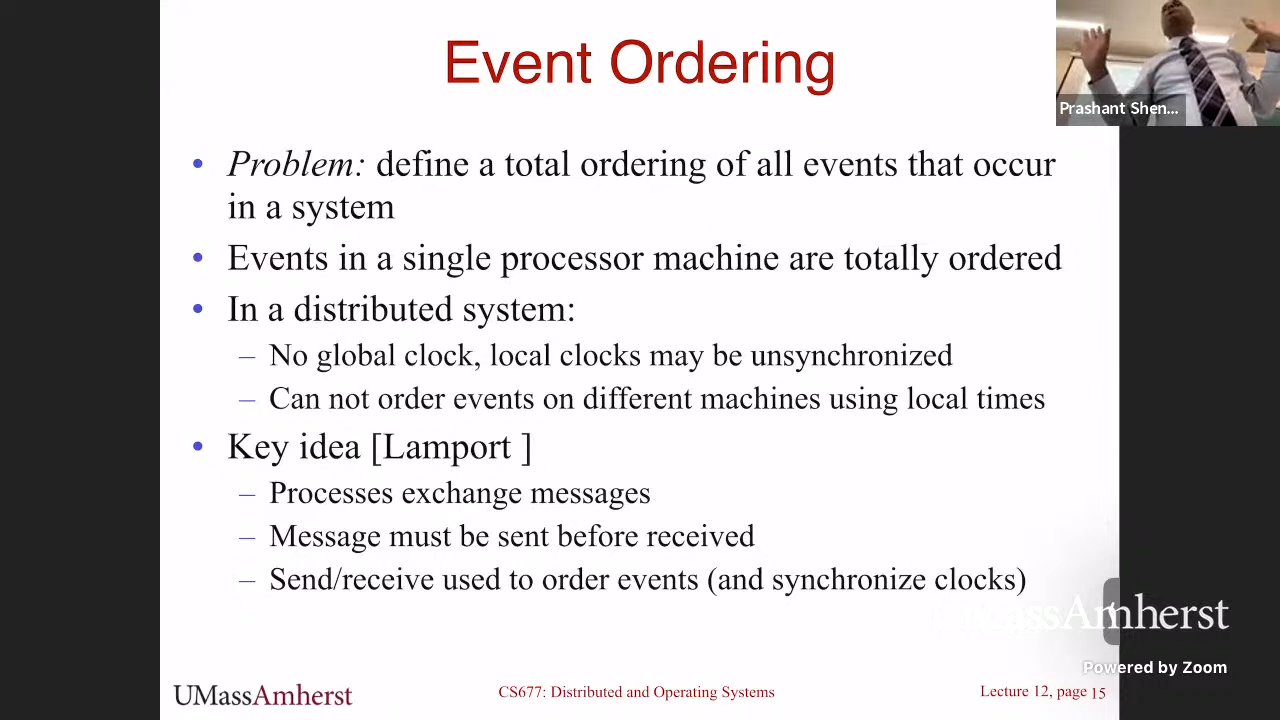 Event Ordering
Prashant Shen...
• Problem: define a total ordering of all events that occur
in a system
• Events in a single processor machine are totally ordered
• In a distributed system:
– No global clock, local clocks may be unsynchronized
– Can not order events on different machines using local times
• Key idea [Lamport ]
– Processes exchange messages
– Message must be sent before received
– Send/receive used to order events (and synchronize clocks)
UMassAmherst
Powered by Zoom
UMassAmherst
CS677: Distributed and Operating Systems
Lecture 12, page 15